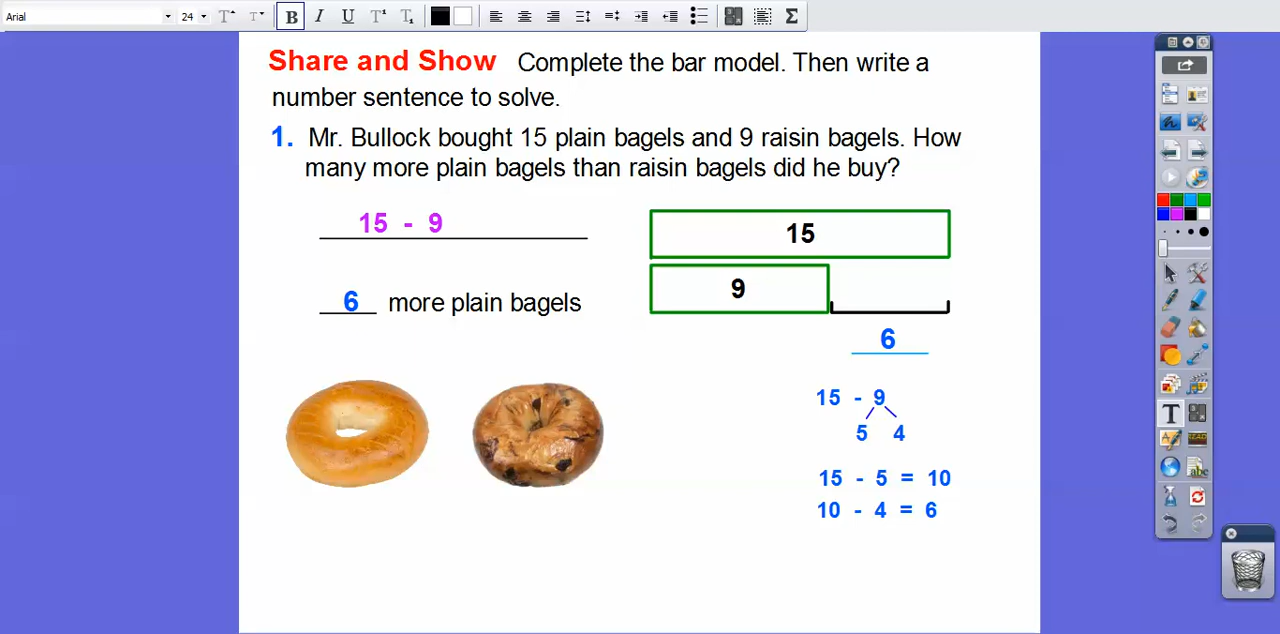 Arial 24 B I U T T Σ
Share and Show Complete the bar model. Then write a
number sentence to solve.
1. Mr. Bullock bought 15 plain bagels and 9 raisin bagels. How
many more plain bagels than raisin bagels did he buy?
15 - 9
6 more plain bagels
15
9
6
15 - 9
5 4
15 - 5 = 10
10 - 4 = 6
T